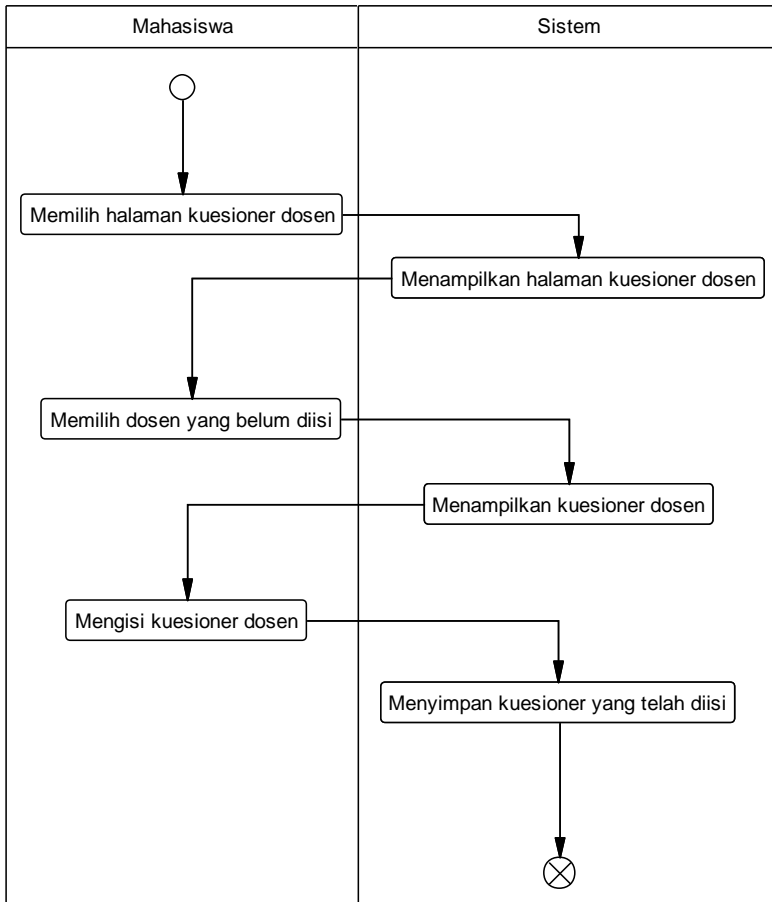 Mahasiswa
Sistem
Memilih halaman kuesioner dosen
Menampilkan halaman kuesioner dosen
Memilih dosen yang belum diisi
Menampilkan kuesioner dosen
Mengisi kuesioner dosen
Menyimpan kuesioner yang telah diisi